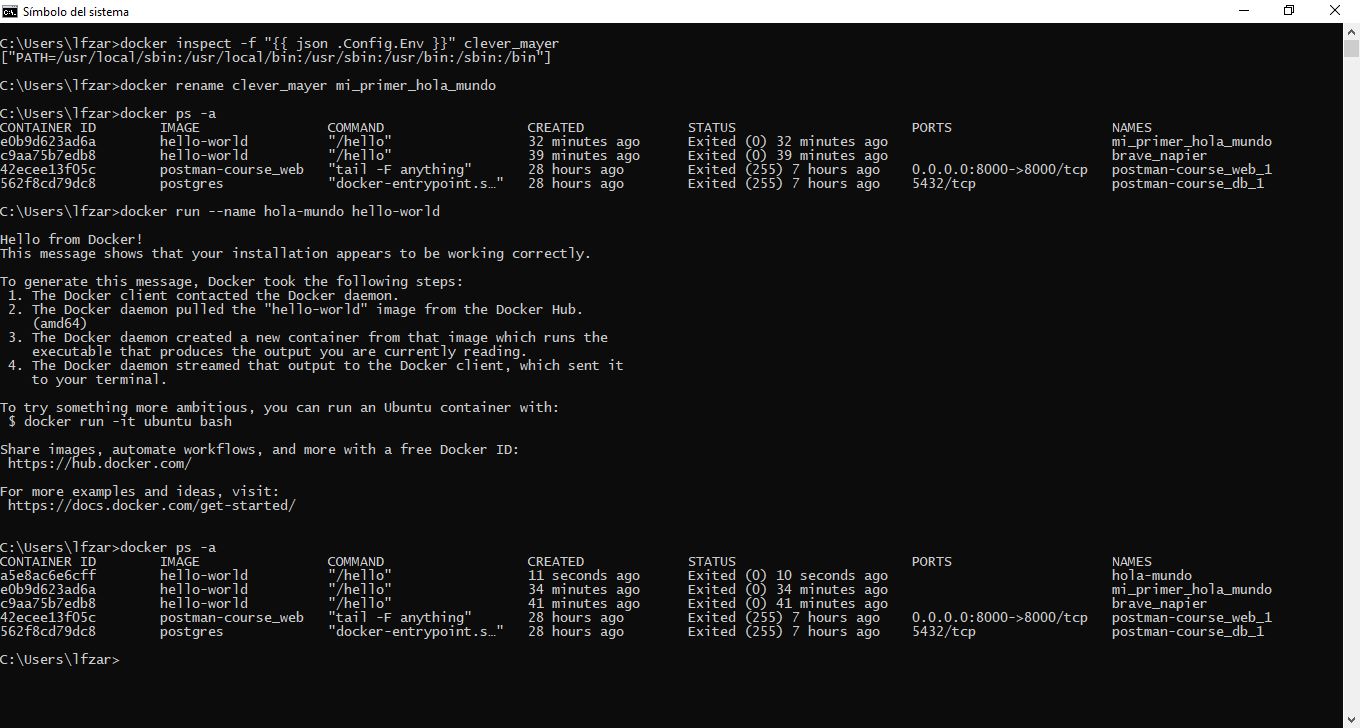 Símbolo del sistema
C:\Users\lfzar>docker inspect -f "{{ json .Config.Env }}" clever_mayer
["PATH=/usr/local/sbin:/usr/local/bin:/usr/sbin:/usr/bin:/sbin:/bin"]
C:\Users\lfzar>docker rename clever_mayer mi_primer_hola_mundo
C:\Users\lfzar>docker ps -a
CONTAINER ID        IMAGE                COMMAND                  CREATED             STATUS                      PORTS                    NAMES
e0b9d623ad6a        hello-world          "/hello"                 32 minutes ago      Exited (0) 32 minutes ago                            mi_primer_hola_mundo
c9aa75b7edb8        hello-world          "/hello"                 39 minutes ago      Exited (0) 39 minutes ago                            brave_napier
42ecee13f05c        postman-course_web   "tail -F anything"       28 hours ago        Exited (255) 7 hours ago    0.0.0.0:8000->8000/tcp   postman-course_web_1
562f8cd79dc8        postgres             "docker-entrypoint.s…"   28 hours ago        Exited (255) 7 hours ago    5432/tcp                 postman-course_db_1
C:\Users\lfzar>docker run --name hola-mundo hello-world
Hello from Docker!
This message shows that your installation appears to be working correctly.
To generate this message, Docker took the following steps:
1. The Docker client contacted the Docker daemon.
2. The Docker daemon pulled the "hello-world" image from the Docker Hub.
(amd64)
3. The Docker daemon created a new container from that image which runs the
executable that produces the output you are currently reading.
4. The Docker daemon streamed that output to the Docker client, which sent it
to your terminal.
To try something more ambitious, you can run an Ubuntu container with:
$ docker run -it ubuntu bash
Share images, automate workflows, and more with a free Docker ID:
https://hub.docker.com/
For more examples and ideas, visit:
https://docs.docker.com/get-started/
C:\Users\lfzar>docker ps -a
CONTAINER ID        IMAGE                COMMAND                  CREATED             STATUS                      PORTS                    NAMES
a5e8ac6e6cff        hello-world          "/hello"                 11 seconds ago      Exited (0) 10 seconds ago                            hola-mundo
e0b9d623ad6a        hello-world          "/hello"                 34 minutes ago      Exited (0) 34 minutes ago                            mi_primer_hola_mundo
c9aa75b7edb8        hello-world          "/hello"                 41 minutes ago      Exited (0) 41 minutes ago                            brave_napier
42ecee13f05c        postman-course_web   "tail -F anything"       28 hours ago        Exited (255) 7 hours ago    0.0.0.0:8000->8000/tcp   postman-course_web_1
562f8cd79dc8        postgres             "docker-entrypoint.s…"   28 hours ago        Exited (255) 7 hours ago    5432/tcp                 postman-course_db_1
C:\Users\lfzar>